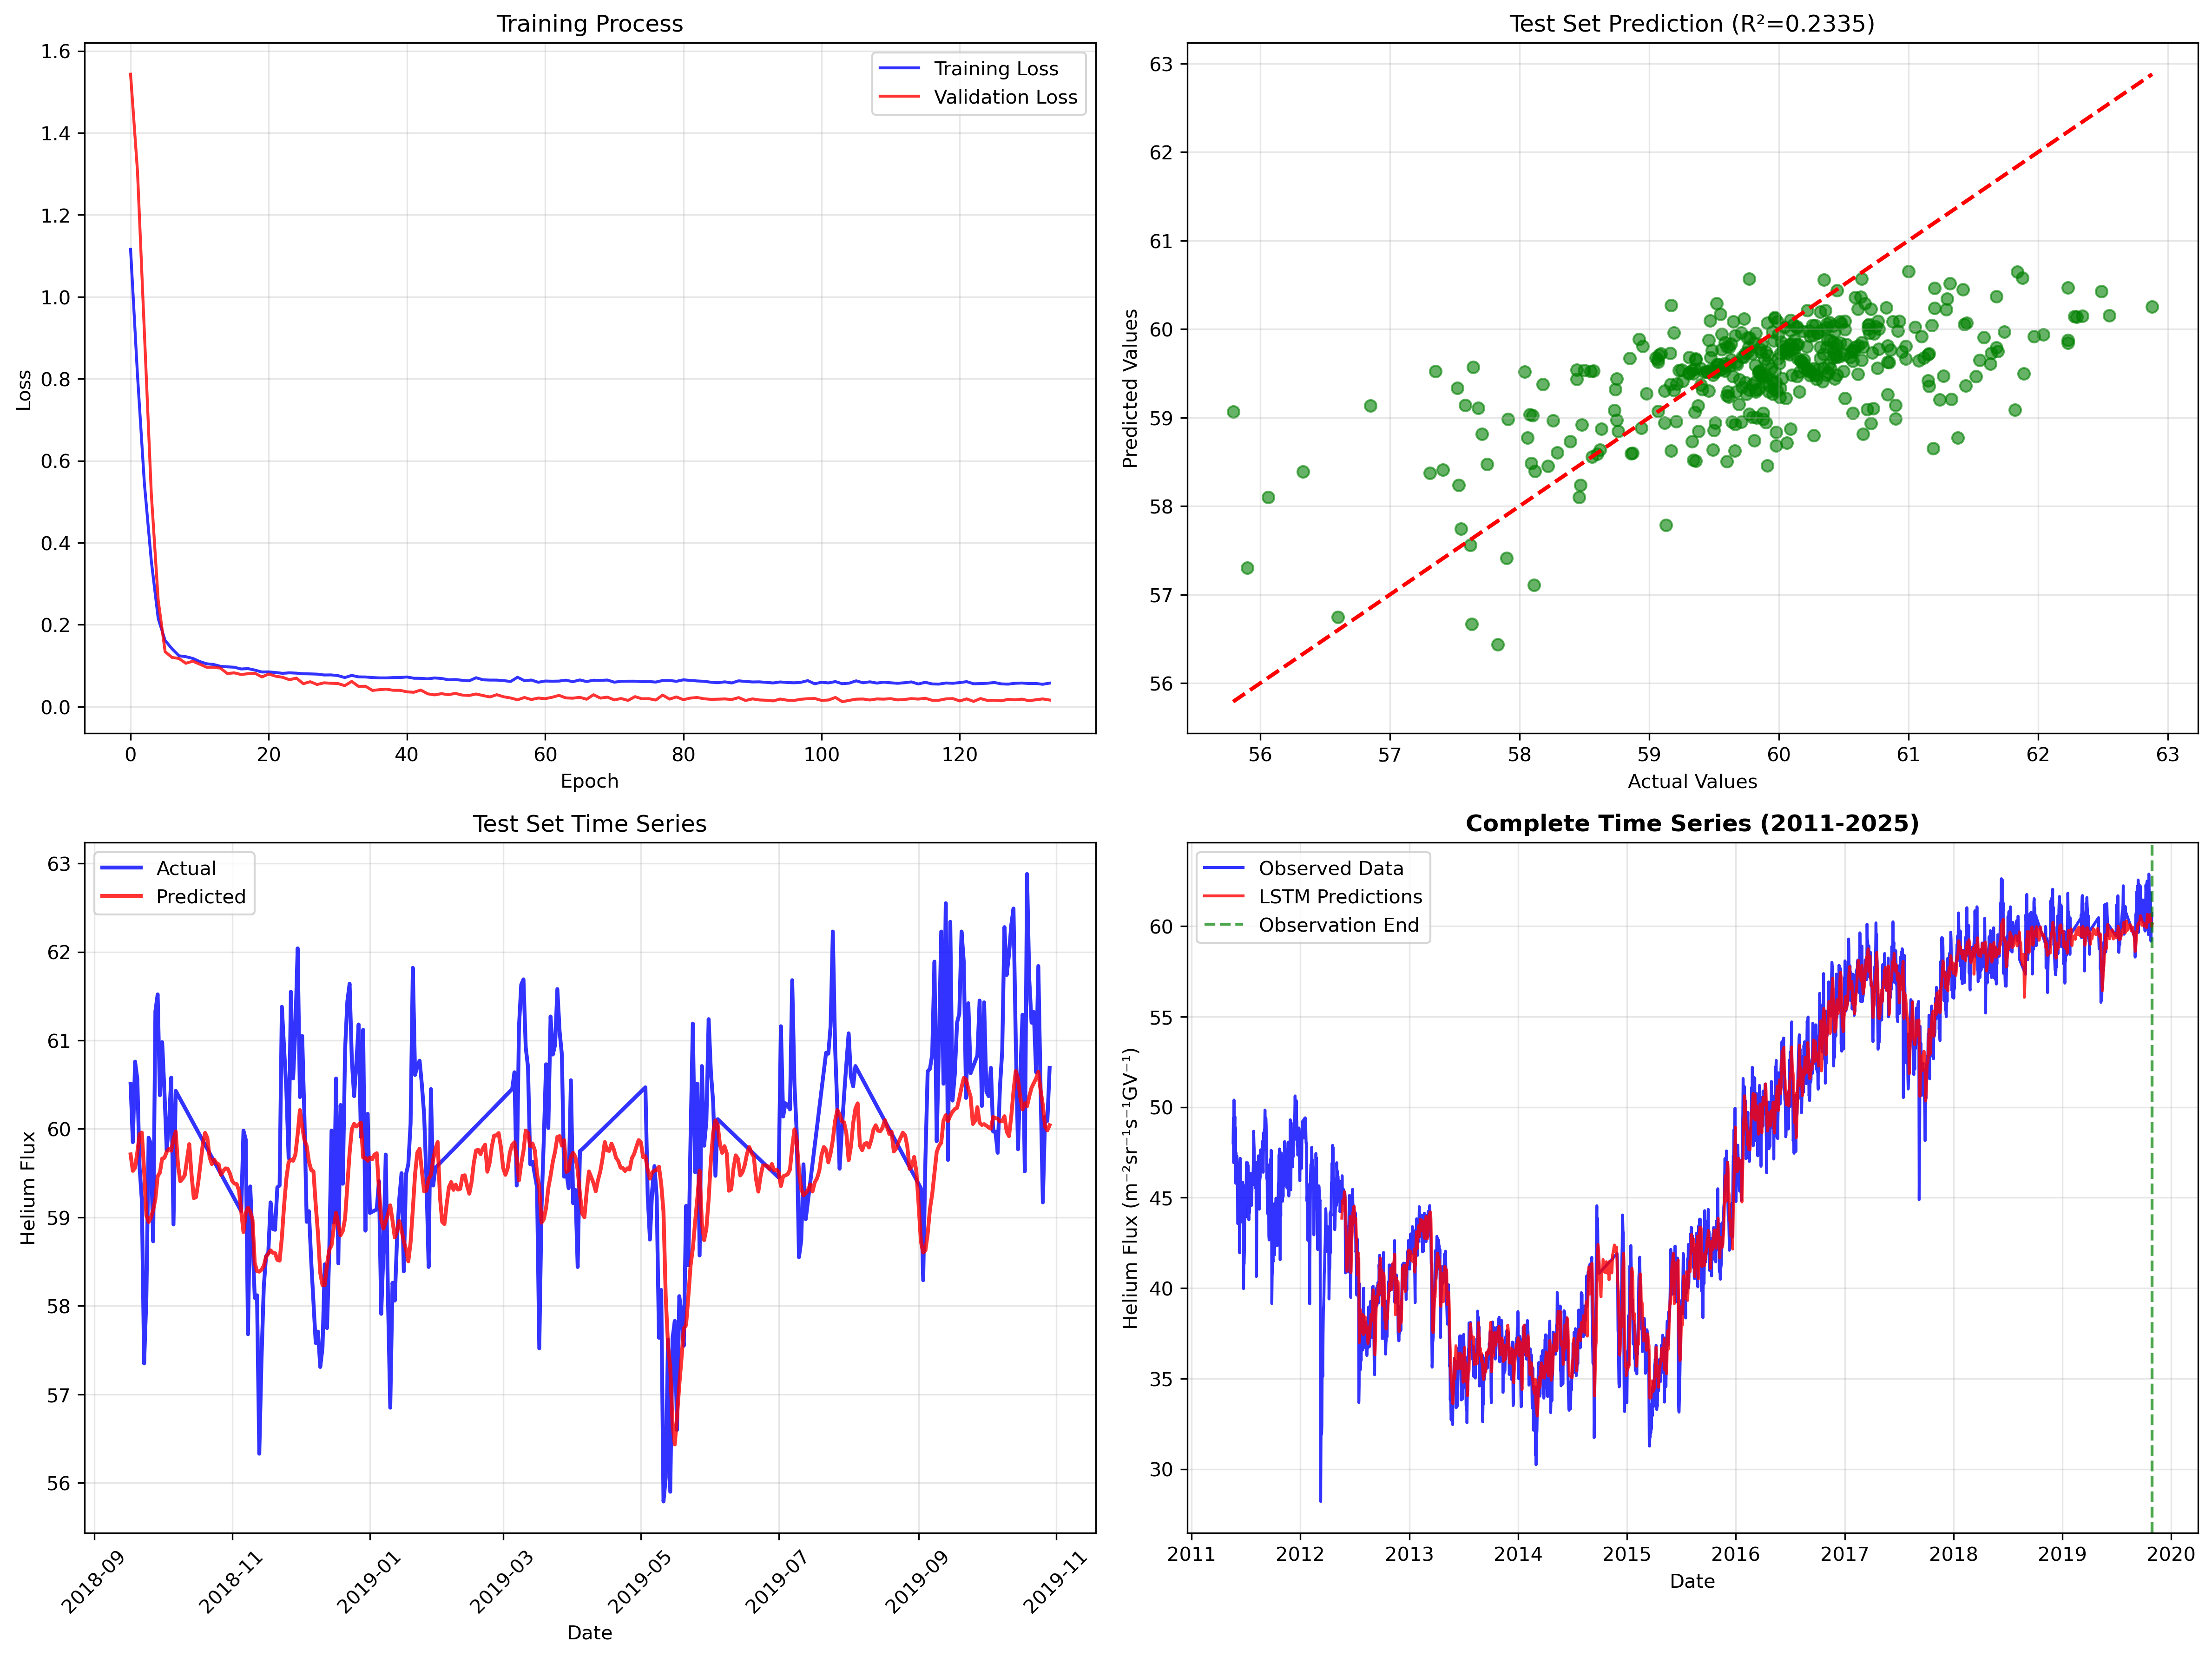 Training Process
1.6
1.4
1.2
1.0
0.8
0.6
0.4
0.2
0.0
Loss
Training Loss
Validation Loss
0 20 40 60 80 100 120
Epoch
Test Set Prediction (R²=0.2335)
63
62
61
60
59
58
57
56
Predicted Values
56 57 58 59 60 61 62 63
Actual Values
Test Set Time Series
63
62
61
60
59
58
57
56
Helium Flux
Actual
Predicted
2018-09 2018-11 2019-01 2019-03 2019-05 2019-07 2019-09 2019-11
Date
Complete Time Series (2011-2025)
60
55
50
45
40
35
30
Helium Flux (m⁻²sr⁻¹s⁻¹GV⁻¹)
Observed Data
LSTM Predictions
Observation End
2011 2012 2013 2014 2015 2016 2017 2018 2019 2020
Date